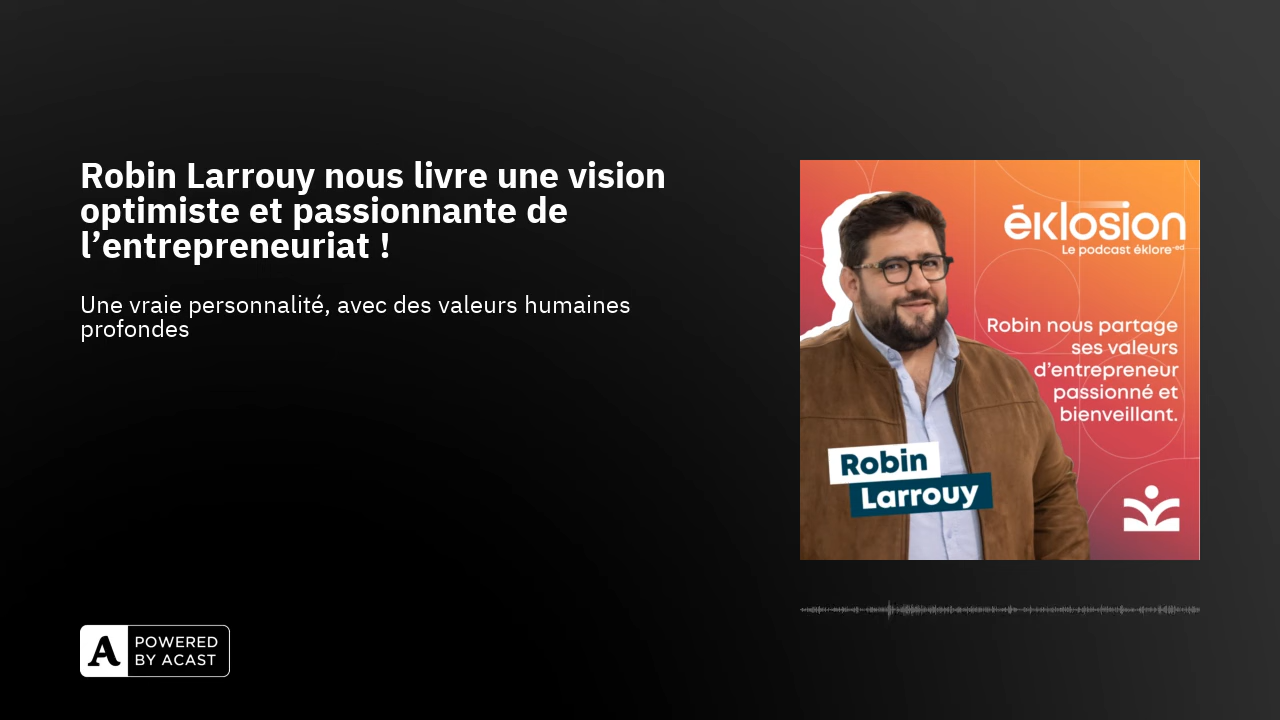 Robin Larrouy nous livre une vision
optimiste et passionnante de
l’entrepreneuriat !
Une vraie personnalité, avec des valeurs humaines
profondes
éklosion
Le podcast éklore-ed
Robin nous partage
ses valeurs
d’entrepreneur
passionné et
bienveillant.
Robin
Larrouy
A
POWERED
BY ACAST